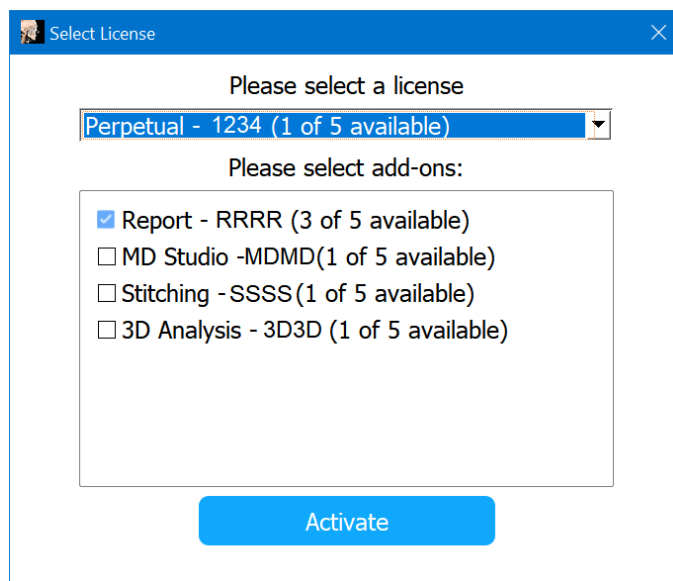 Select License
Please select a license
Perpetual - 1234 (1 of 5 available)
Please select add-ons:
Report - RRRR (3 of 5 available)
MD Studio -MDMD(1 of 5 available)
Stitching -SSSS(1 of 5 available)
3D Analysis - 3D3D (1 of 5 available)
Activate